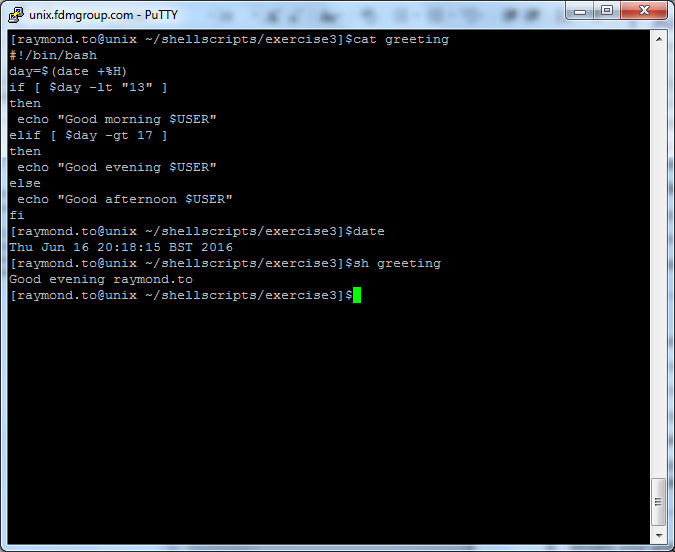 unix.fdmgroup.com - PuTTY
[raymond.to@unix ~/shellscripts/exercise3]$cat greeting
#!/bin/bash
day=$(date +%H)
if [ $day -lt "13" ]
then
 echo "Good morning $USER"
elif [ $day -gt 17 ]
then
 echo "Good evening $USER"
else
 echo "Good afternoon $USER"
fi
[raymond.to@unix ~/shellscripts/exercise3]$date
Thu Jun 16 20:18:15 BST 2016
[raymond.to@unix ~/shellscripts/exercise3]$sh greeting
Good evening raymond.to
[raymond.to@unix ~/shellscripts/exercise3]$